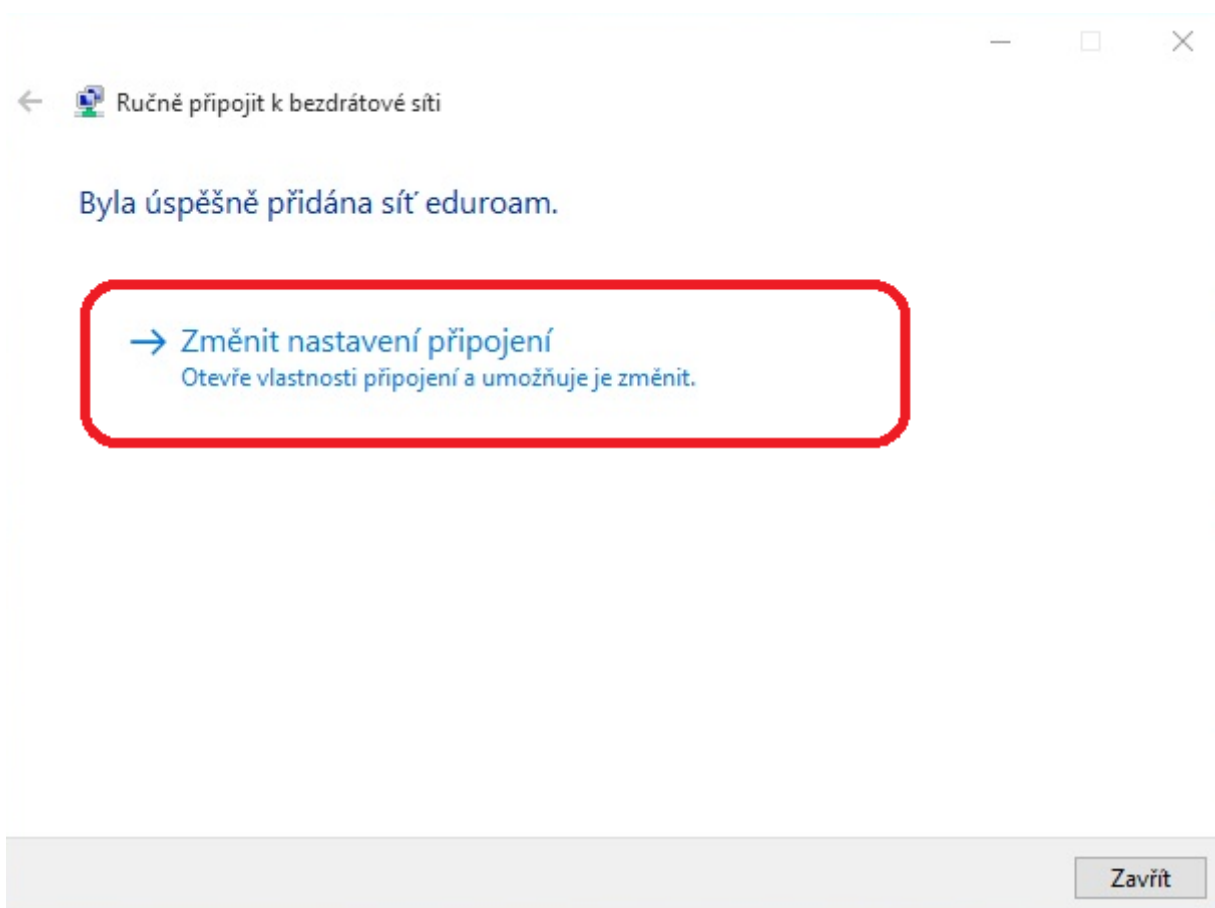 Ručně připojit k bezdrátové síti
Byla úspěšně přidána síť eduroam.
Změnit nastavení připojení
Otevře vlastnosti připojení a umožňuje je změnit.
Zavřít